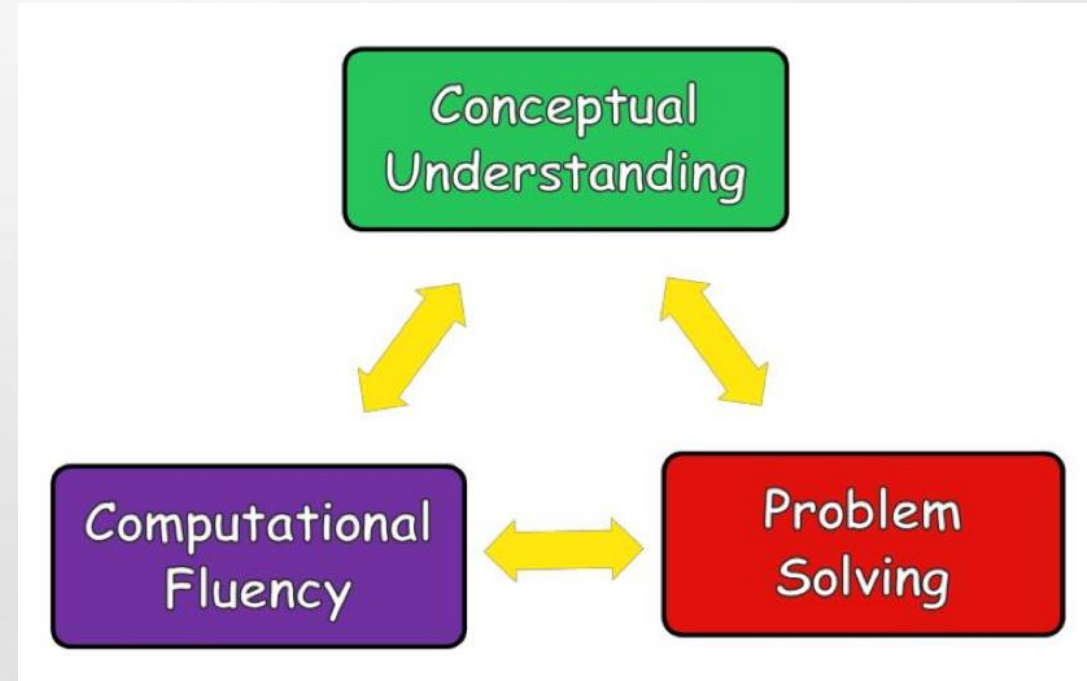 Conceptual
Understanding
Computational
Fluency
Problem
Solving